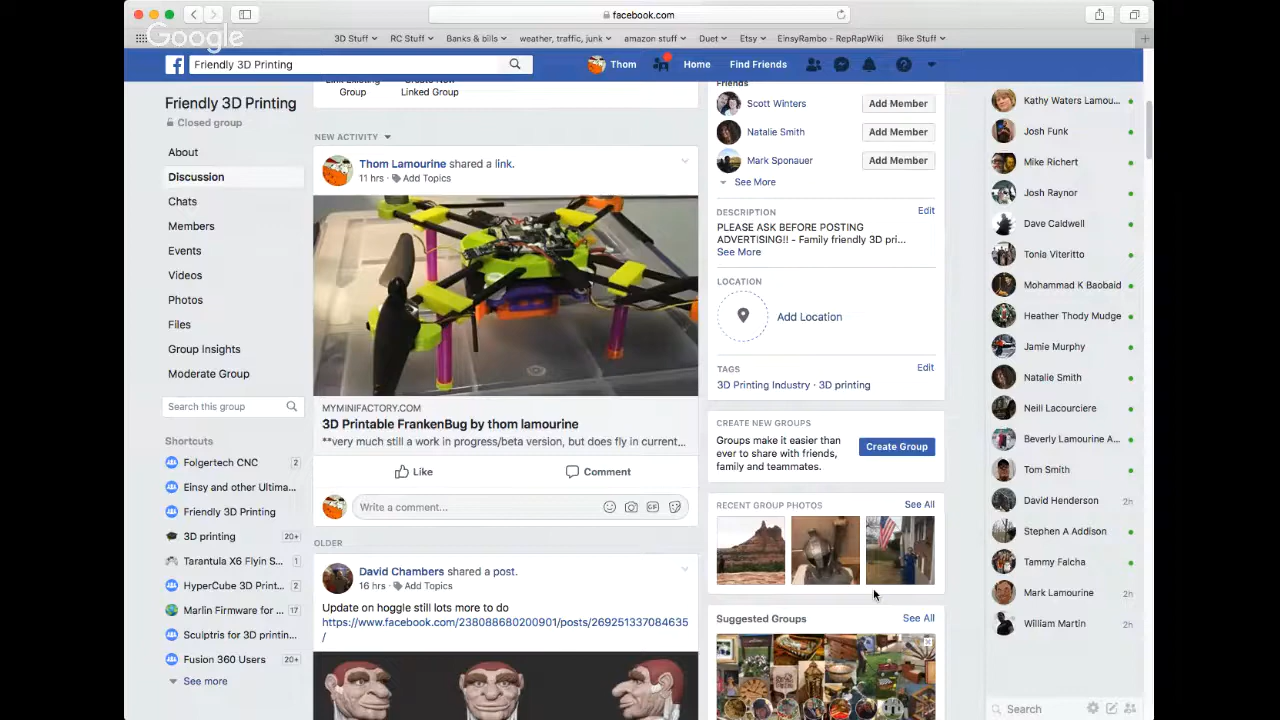 facebook.com
Google
3D Stuff
RC Stuff
Banks & bills
weather, traffic, junk
amazon stuff
Duet
Etsy
EinsyRambo - RepRapWiki
Bike Stuff
Friendly 3D Printing
Thom
Home
Find Friends
Friendly 3D Printing
Closed group
About
Discussion
Chats
Members
Events
Videos
Photos
Files
Group Insights
Moderate Group
Search this group
Shortcuts
Folgertech CNC 2
Einsy and other Ultima...
Friendly 3D Printing
3D printing 20+
Tarantula X6 Flyin S... 1
HyperCube 3D Print... 2
Marlin Firmware for ... 17
Sculptris for 3D printin...
Fusion 360 Users 20+
See more
Link Existing Group
Create New Linked Group
NEW ACTIVITY
Thom Lamourine shared a link.
11 hrs · Add Topics
MYMINIFACTORY.COM
3D Printable FrankenBug by thom lamourine
**very much still a work in progress/beta version, but does fly in current...
Like
Comment
Write a comment...
GIF
OLDER
David Chambers shared a post.
16 hrs · Add Topics
Update on hoggle still lots more to do
https://www.facebook.com/238088680200901/posts/269251337084635
/
Friends
Scott Winters Add Member
Natalie Smith Add Member
Mark Sponauer Add Member
See More
DESCRIPTION Edit
PLEASE ASK BEFORE POSTING
ADVERTISING!! - Family friendly 3D pri...
See More
LOCATION
Add Location
TAGS Edit
3D Printing Industry · 3D printing
CREATE NEW GROUPS
Groups make it easier than
ever to share with friends,
family and teammates.
Create Group
RECENT GROUP PHOTOS See All
Suggested Groups See All
Kathy Waters Lamou...
Josh Funk
Mike Richert
Josh Raynor
Dave Caldwell
Tonia Viteritto
Mohammad K Baobaid
Heather Thody Mudge
Jamie Murphy
Natalie Smith
Neili Lacourciere
Beverly Lamourine A...
Tom Smith
David Henderson 2h
Stephen A Addison
Tammy Falcha
Mark Lamourine 2h
William Martin 2h
Search